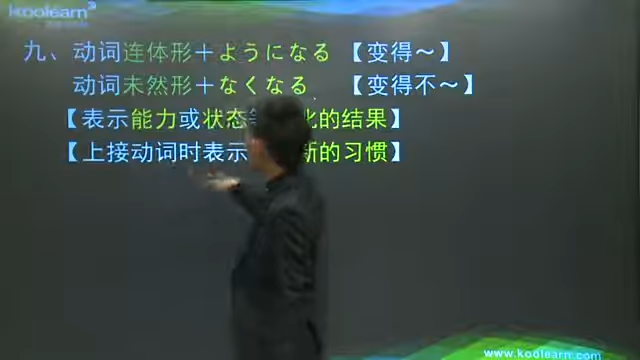 koolearn
九、动词连体形＋ようになる 【变得～】
动词未然形＋なくなる 【变得不～】
【表示能力或状态 化的结果】
【上接动词时表示 新的习惯】
www.koolearn.com